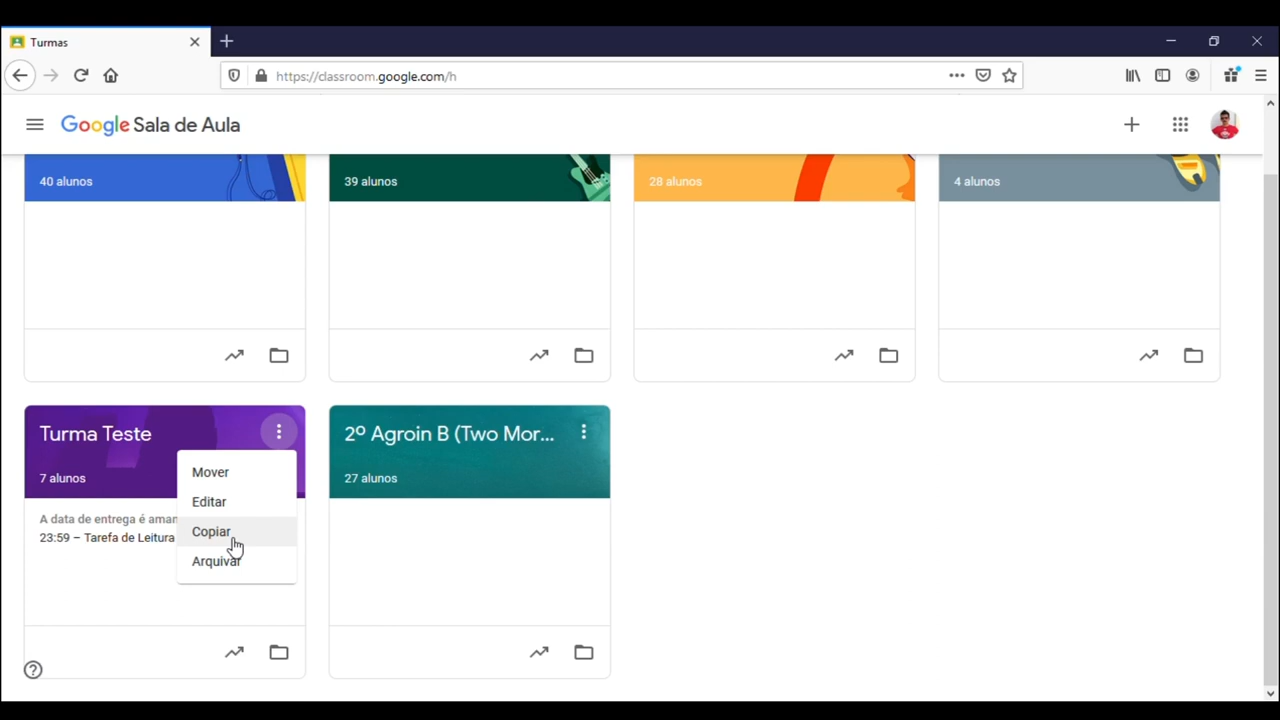 Turmas
https://classroom.google.com/h
Google Sala de Aula
40 alunos
39 alunos
28 alunos
4 alunos
Turma Teste
7 alunos
2º Agroin B (Two Mor...
27 alunos
Mover
Editar
Copiar
Arquivar
A data de entrega é aman
23:59 – Tarefa de Leitura